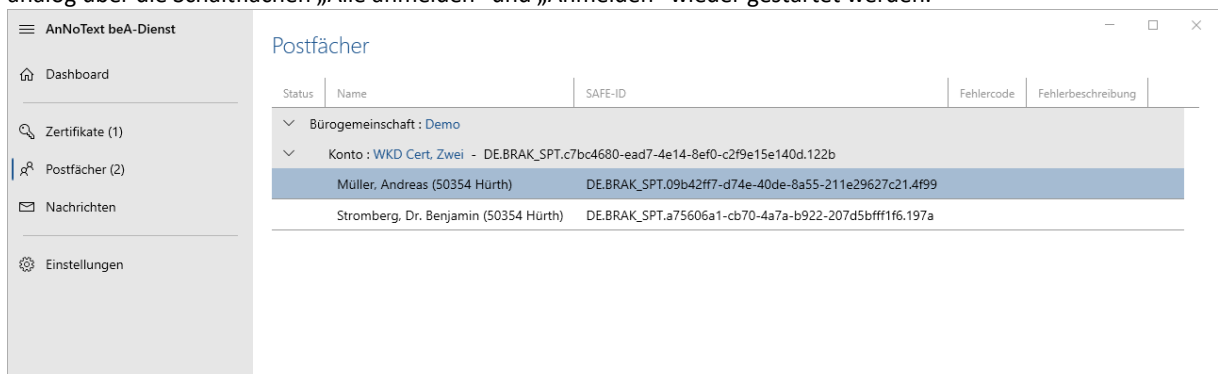 analog über die Schaltflächen „Alle anmelden“ und „Anmelden“ wieder gestartet werden.
AnNoText beA-Dienst
Postfächer
Dashboard
Status Name SAFE-ID Fehlercode Fehlerbeschreibung
Bürogemeinschaft : Demo
Zertifikate (1)
Konto : WKD Cert, Zwei - DE.BRAK_SPT.c7bc4680-ead7-4e14-8ef0-c2f9e15e140d.122b
Postfächer (2)
Müller, Andreas (50354 Hürth) DE.BRAK_SPT.09b42ff7-d74e-40de-8a55-211e29627c21.4f99
Nachrichten
Stromberg, Dr. Benjamin (50354 Hürth) DE.BRAK_SPT.a75606a1-cb70-4a7a-b922-207d5bfff1f6.197a
Einstellungen